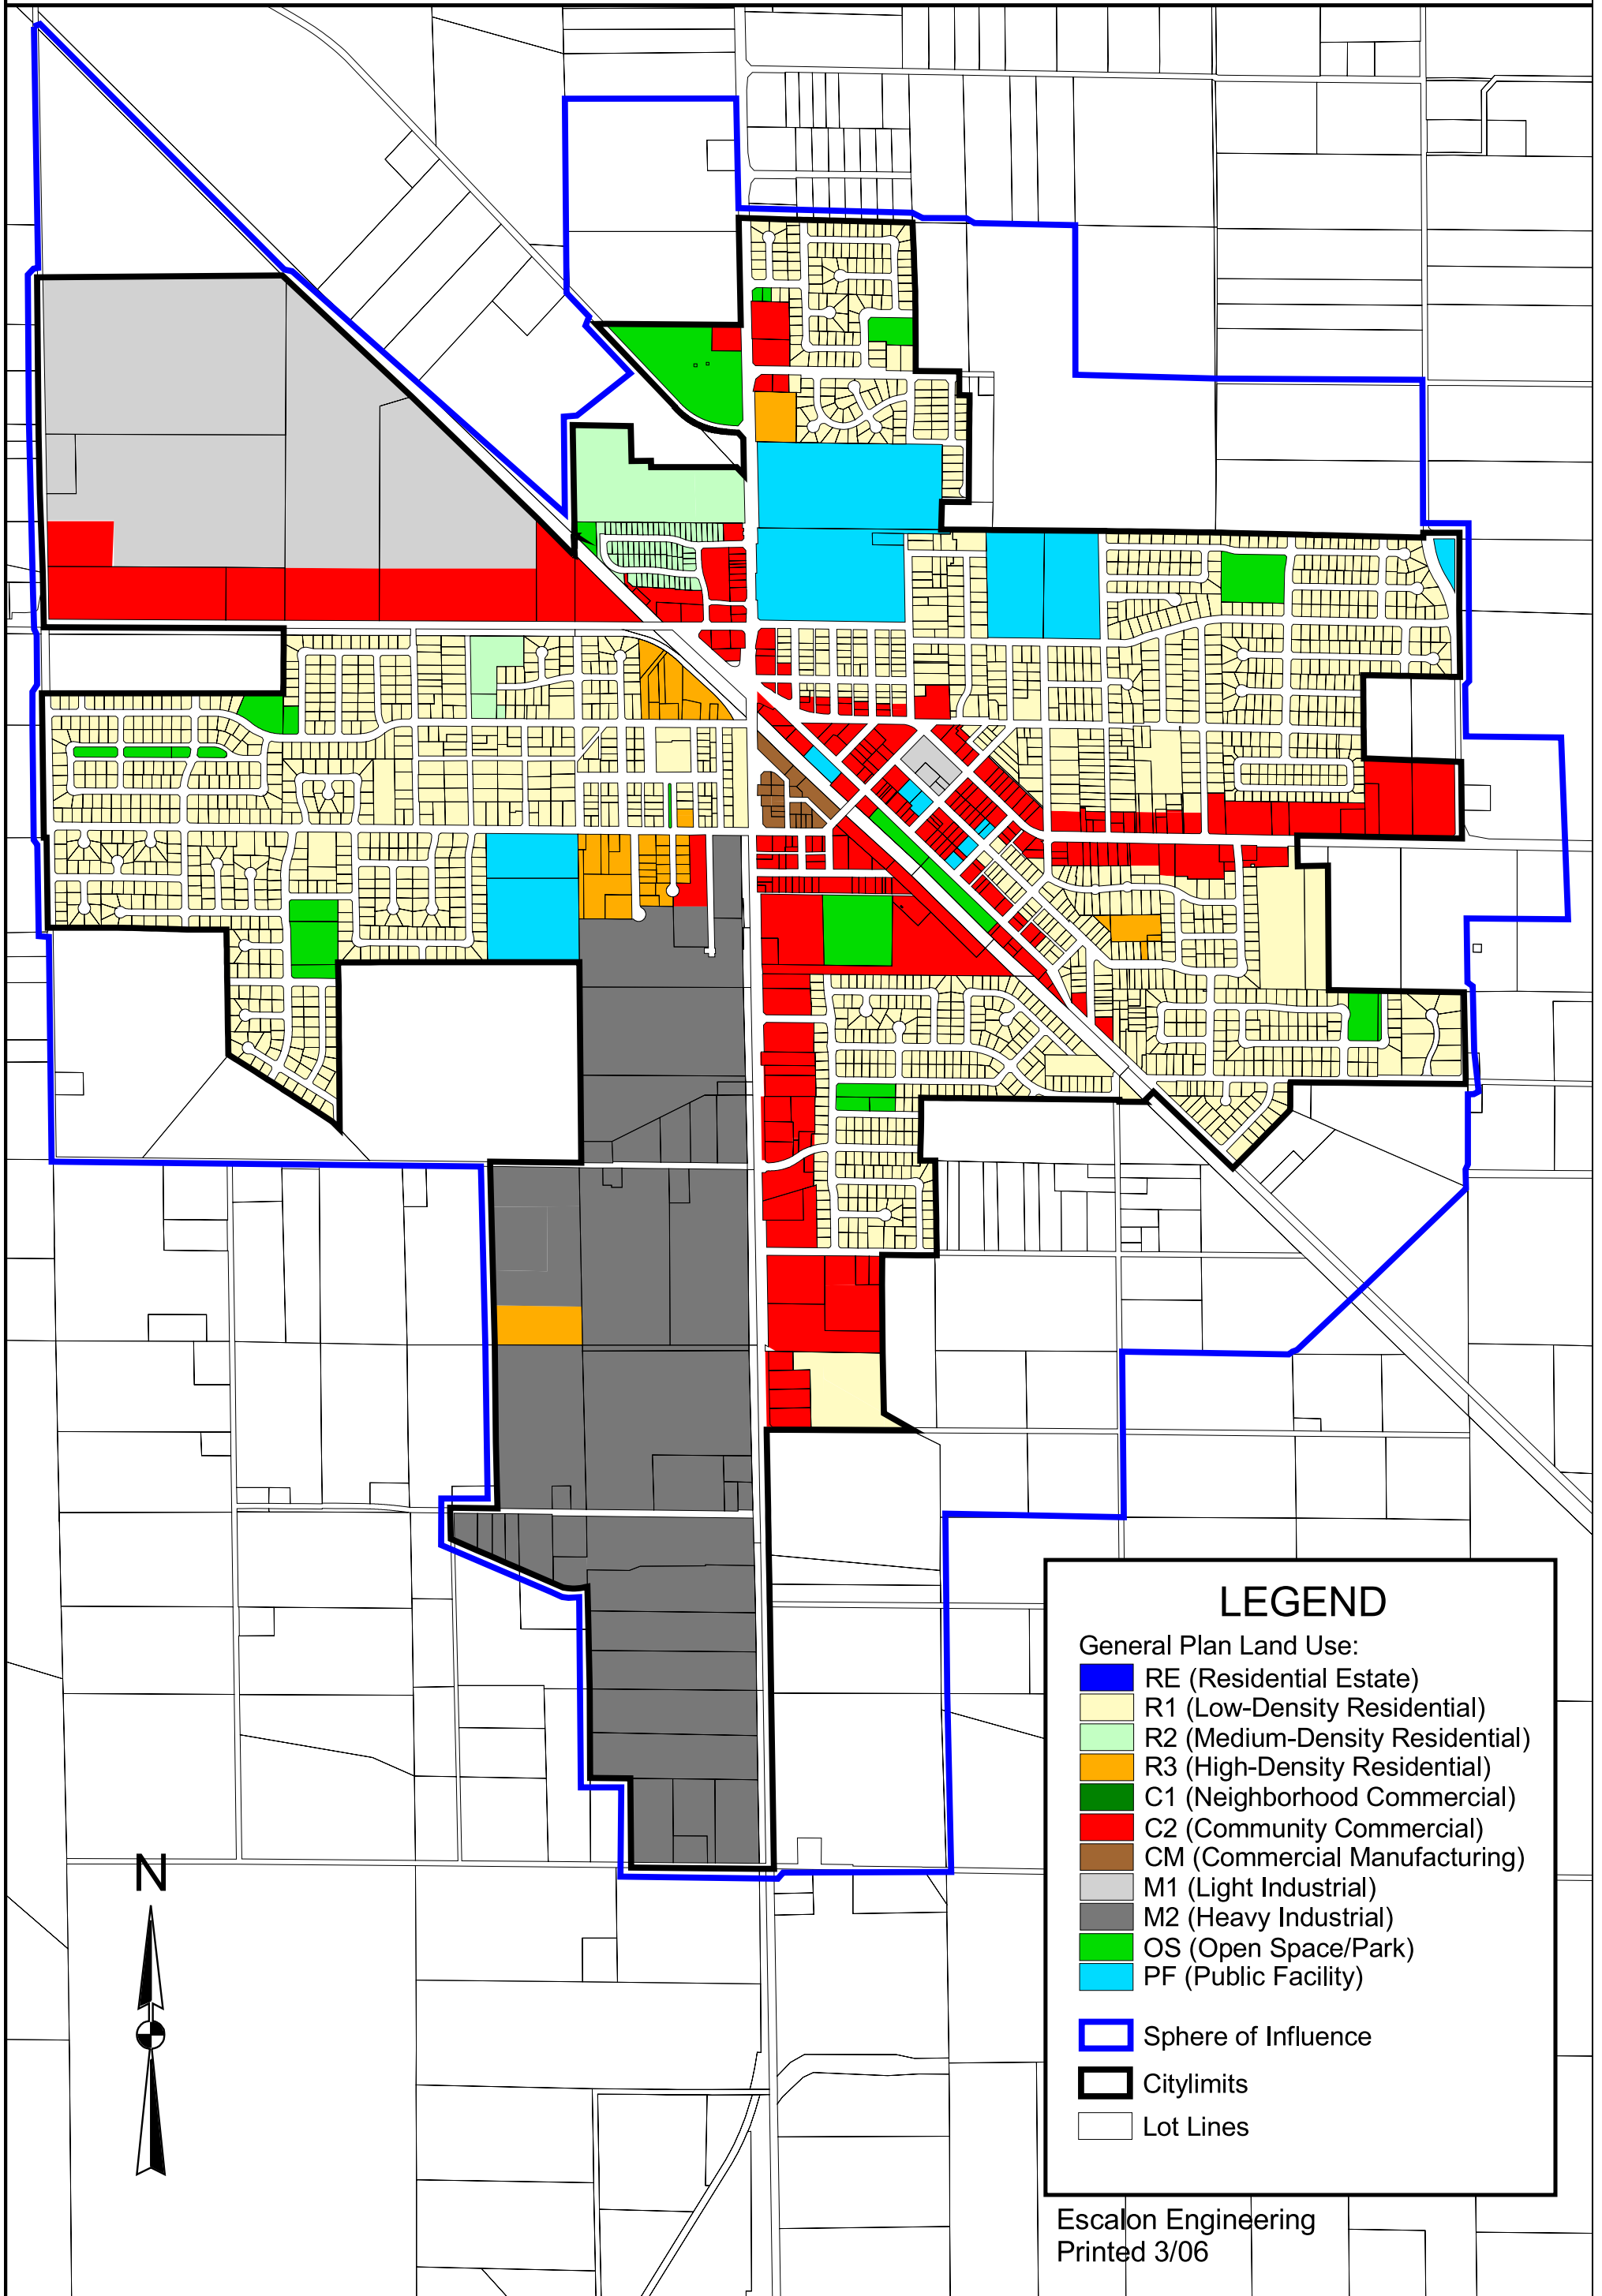 LEGEND
General Plan Land Use:
RE (Residential Estate)
R1 (Low-Density Residential)
R2 (Medium-Density Residential)
R3 (High-Density Residential)
C1 (Neighborhood Commercial)
C2 (Community Commercial)
CM (Commercial Manufacturing)
M1 (Light Industrial)
M2 (Heavy Industrial)
OS (Open Space/Park)
PF (Public Facility)
Sphere of Influence
Citylimits
Lot Lines
N
Escalon Engineering
Printed 3/06